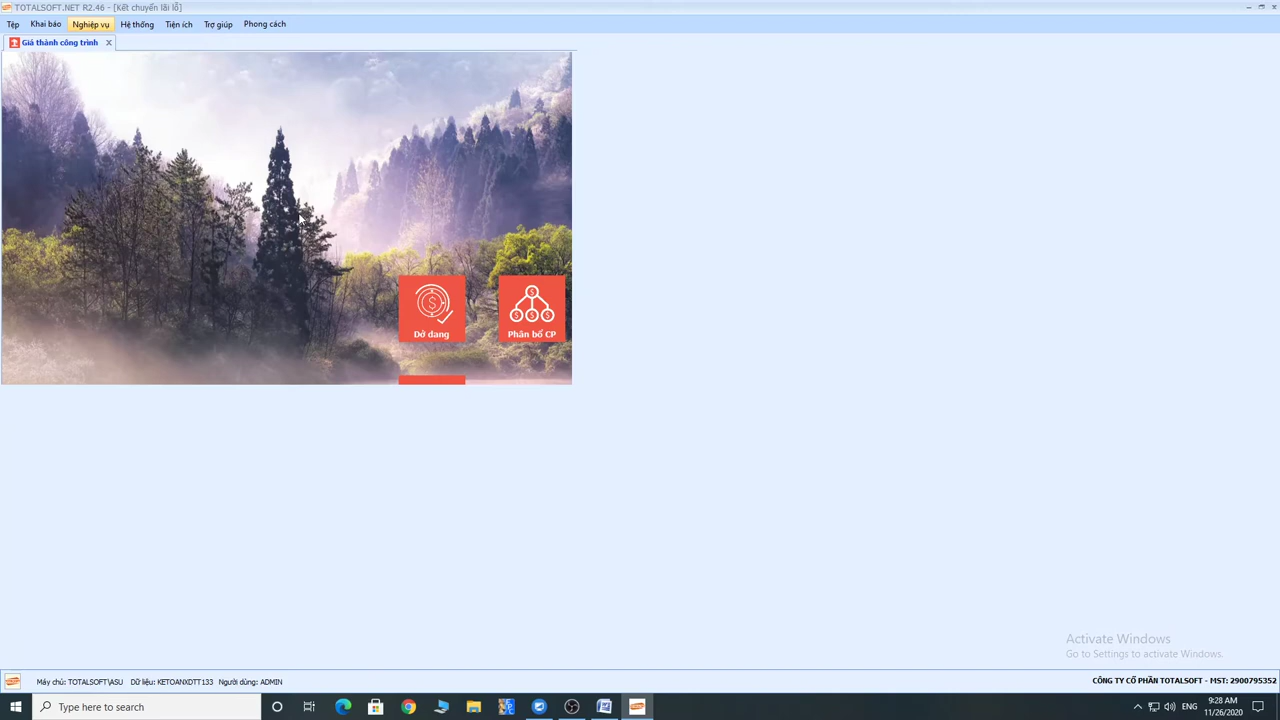 TOTALSOFT.NET R2.46 - [Kết chuyển lãi lỗ]
Tệp Khai báo Nghiệp vụ Hệ thống Tiện ích Trợ giúp Phong cách
Giá thành công trình
Dở dang
Phân bổ CP
Activate Windows
Go to Settings to activate Windows.
Máy chủ: TOTALSOFT\ASU Dữ liệu: KETOANXDTT133 Người dùng: ADMIN
CÔNG TY CỔ PHẦN TOTALSOFT - MST: 2900795352
Type here to search
ENG
9:28 AM
11/26/2020